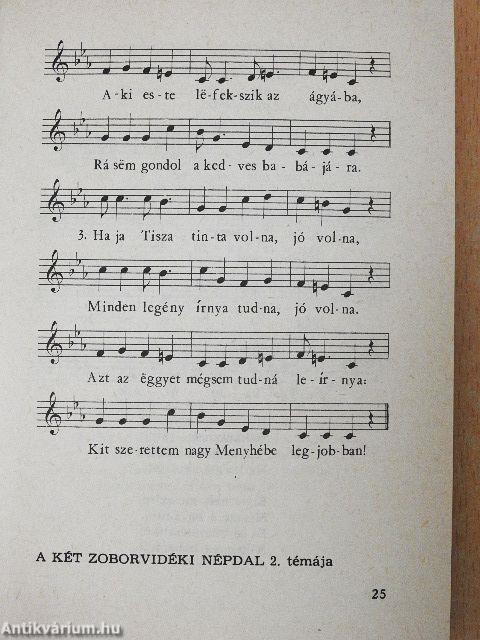 A-ki es-te lĕ-fek-szik az ágyá-ba,
Rá sëm gondol a ked-ves ba-bá-já-ra.
3. Ha ja Tisza tin-ta vol-na, jó vol-na,
Minden legény írnya tud-na, jó vol-na.
Azt az ëggyet mégsem tud-ná le-ír-nya:
Kit sze-rettem nagy Menyhébe leg-job-ban!
A KÉT ZOBORVIDÉKI NÉPDAL 2. témája
25
Antikvárium.hu